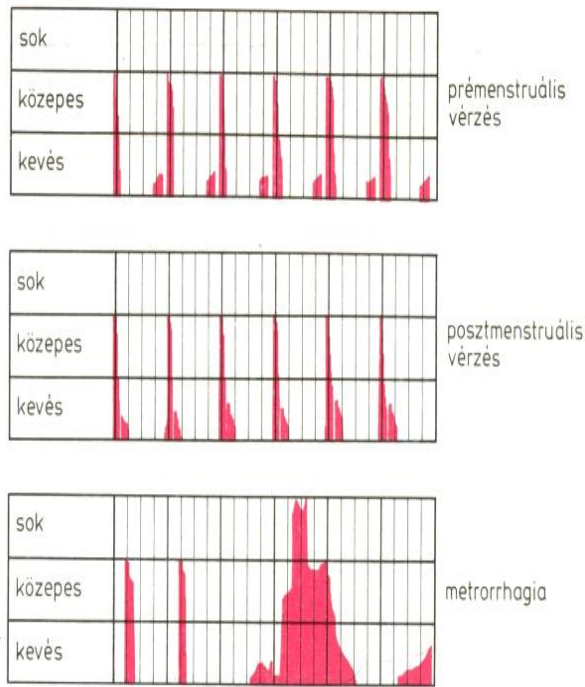 sok
közepes
kevés
prémenstruális
vérzés
sok
közepes
kevés
posztmenstruális
vérzés
sok
közepes
kevés
metrorrhagia